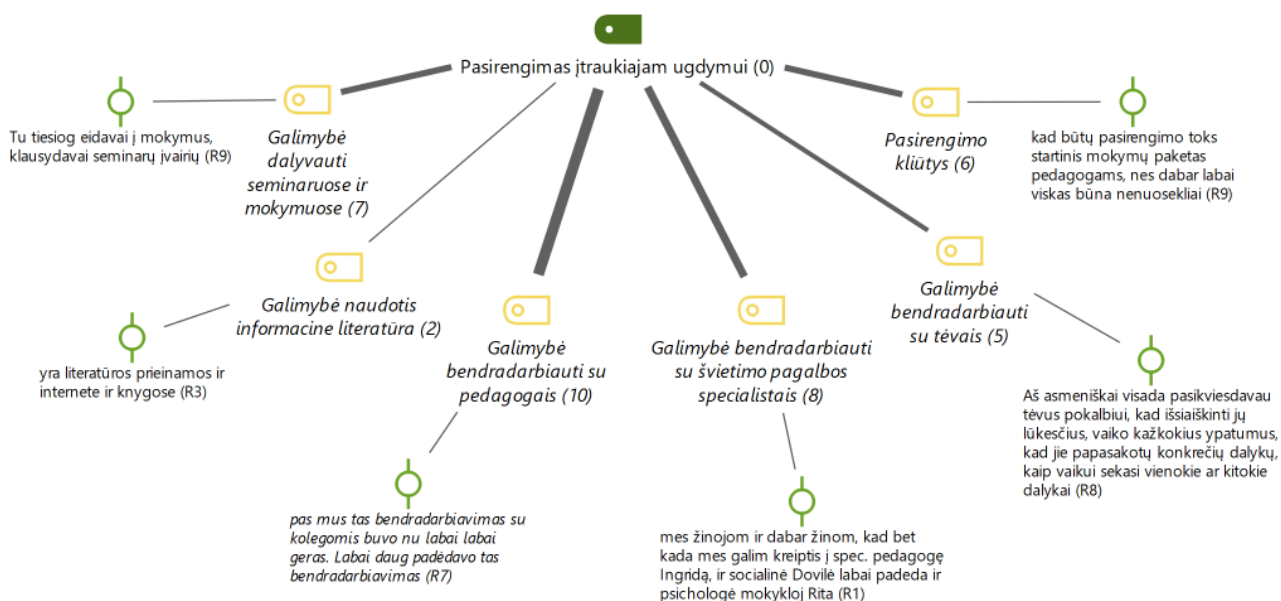 Pasirengimas įtraukiajam ugdymui (0)
Tu tiesiog eidavai į mokymus,
klausydavai seminarų įvairių (R9)
Galimybė
dalyvauti
seminaruose ir
mokymuose (7)
Pasirengimo
kliūtys (6)
kad būtų pasirengimo toks
startinis mokymų paketas
pedagogams, nes dabar labai
viskas būna nenuosekliai (R9)
Galimybė naudotis
informacine literatūra (2)
yra literatūros prieinamos ir
internete ir knygose (R3)
Galimybė
bendradarbiauti su
pedagogais (10)
pas mus tas bendradarbiavimas su
kolegomis buvo nu labai labai
geras. Labai daug padėdavo tas
bendradarbiavimas (R7)
Galimybė bendradarbiauti
su švietimo pagalbos
specialistais (8)
mes žinojom ir dabar žinom, kad bet
kada mes galim kreiptis į spec. pedagogę
Ingridą, ir socialinė Dovilė labai padeda ir
psichologė mokykloj Rita (R1)
Galimybė
bendradarbiauti
su tėvais (5)
Aš asmeniškai visada pasikviesdavau
tėvus pokalbiui, kad išsiaiškinti jų
lūkesčius, vaiko kažkokius ypatumus,
kad jie papasakotų konkrečių dalykų,
kaip vaikui sekasi vienokie ar kitokie
dalykai (R8)